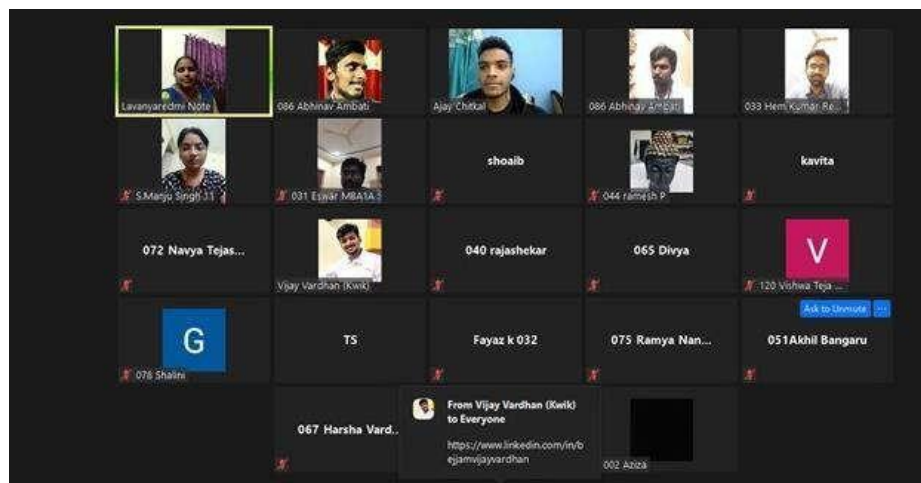 Lavanyaredmi Note
086 Abhinav Ambati
Ajay Chitkal
086 Abhinav Ambati
033 Hem Kumar Re...
S.Manju Singh
031 Eswar MBA1A
shoaib
044 ramesh P
kavita
072 Navya Tejas...
Vijay Vardhan (Kwik)
040 rajashekar
065 Divya
V
120 Vishwa Teja ...
Ask to Unmute ...
G
078 Shalini
TS
Fayaz k 032
075 Ramya Nan...
051Akhil Bangaru
067 Harsha Vard..
From Vijay Vardhan (Kwik)
to Everyone
https://www.linkedin.com/in/b
ejjamvijayvardhan
002 Aziza